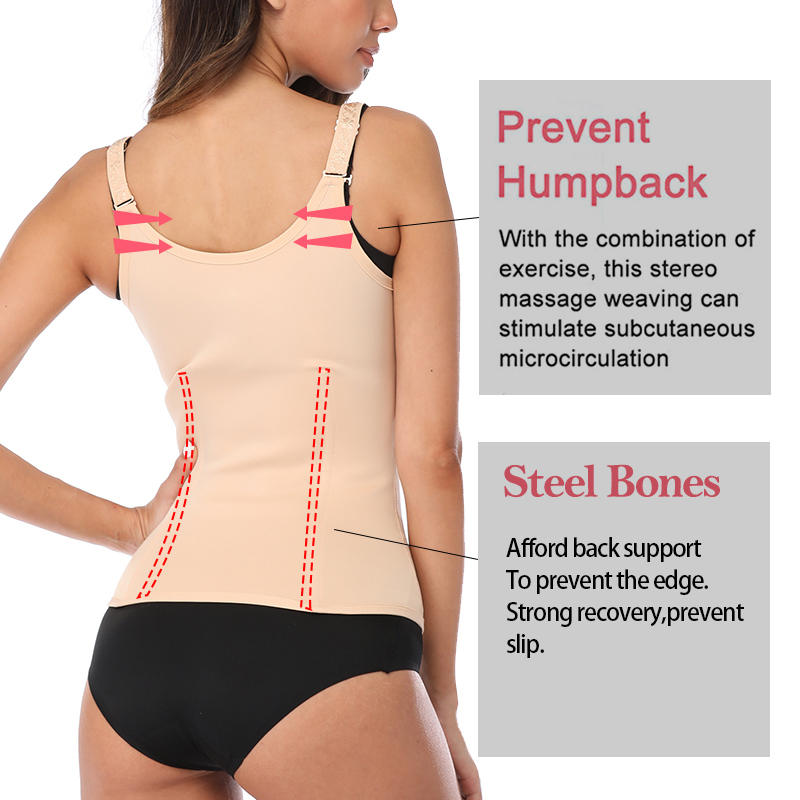 Prevent
Humpback
With the combination of
exercise, this stereo
massage weaving can
stimulate subcutaneous
microcirculation
Steel Bones
Afford back support
To prevent the edge.
Strong recovery,prevent
slip.